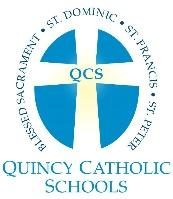 BLESSED SACRAMENT • ST. DOMINIC • ST. FRANCIS • ST. PETER
QCS
QUINCY CATHOLIC
SCHOOLS